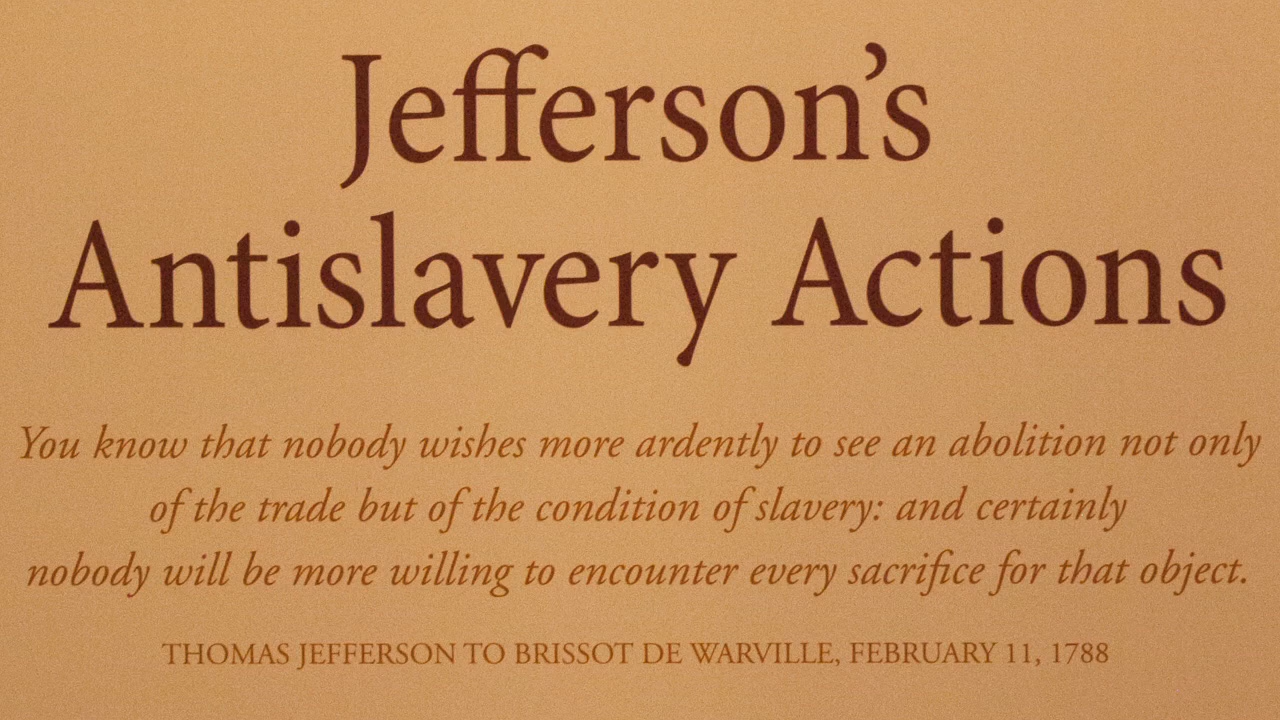 Jefferson’s
Antislavery Actions
You know that nobody wishes more ardently to see an abolition not only
of the trade but of the condition of slavery: and certainly
nobody will be more willing to encounter every sacrifice for that object.
THOMAS JEFFERSON TO BRISSOT DE WARVILLE, FEBRUARY 11, 1788